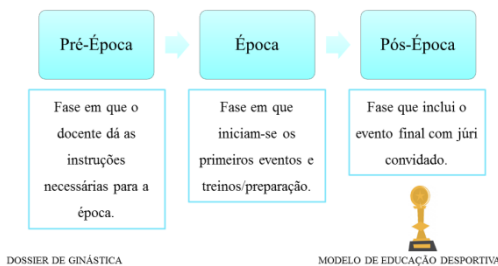 Pré-Época
Época
Pós-Época
Fase em que o
docente dá as
instruções
necessárias para a
época.
Fase em que
iniciam-se os
primeiros eventos e
treinos/preparação.
Fase que inclui o
evento final com júri
convidado.
DOSSIER DE GINÁSTICA
MODELO DE EDUCAÇÃO DESPORTIVA